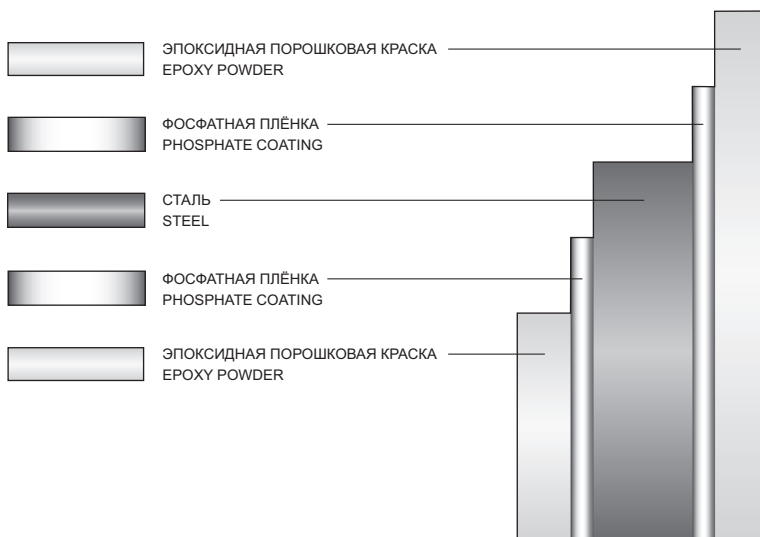 ЭПОКСИДНАЯ ПОРОШКОВАЯ КРАСКА
EPOXY POWDER
ФОСФАТНАЯ ПЛЁНКА
PHOSPHATE COATING
СТАЛЬ
STEEL
ФОСФАТНАЯ ПЛЁНКА
PHOSPHATE COATING
ЭПОКСИДНАЯ ПОРОШКОВАЯ КРАСКА
EPOXY POWDER